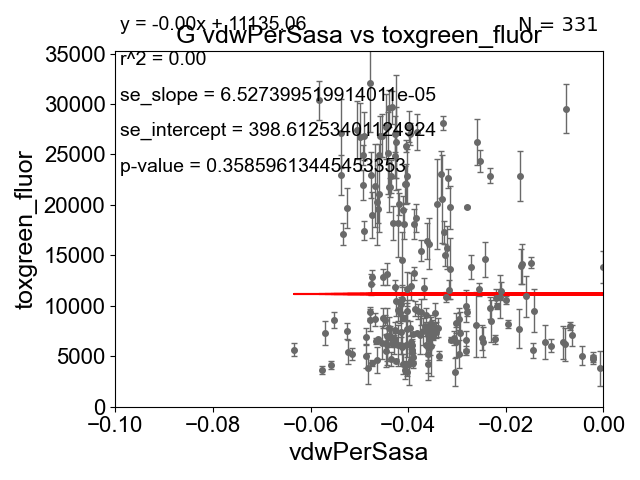 y = -0.00x + 11135.06
N = 331
G vdwPerSasa vs toxgreen_fluor
r^2 = 0.00
se_slope = 6.527399519914011e-05
se_intercept = 398.61253401124924
p-value = 0.35859613445453353
toxgreen_fluor
35000
30000
25000
20000
15000
10000
5000
0
−0.10
−0.08
−0.06
−0.04
−0.02
0.00
vdwPerSasa